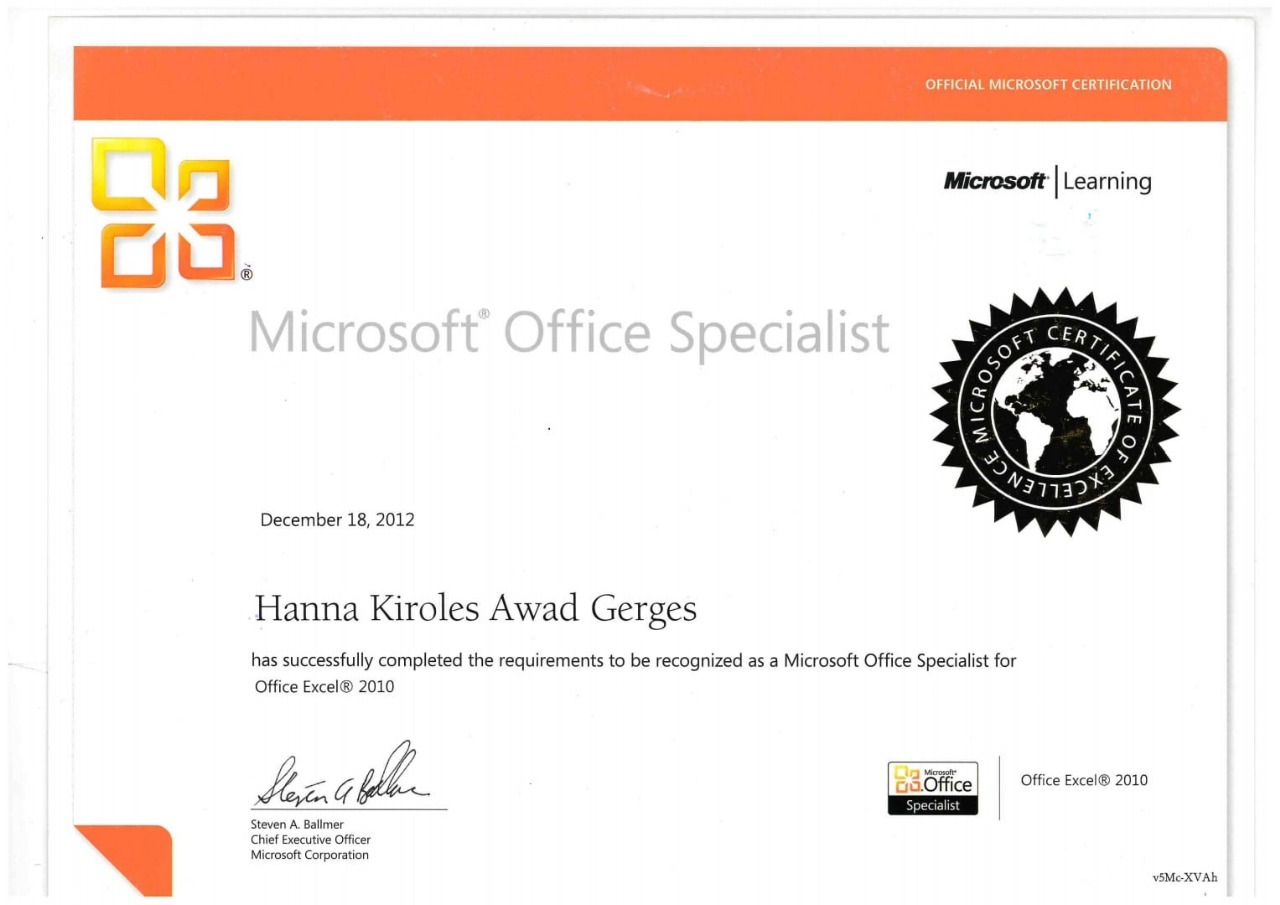 OFFICIAL MICROSOFT CERTIFICATION
Microsoft® Learning
®
Microsoft® Office Specialist
MICROSOFT CERTIFICATE OF EXCELLENCE
December 18, 2012
Hanna Kiroles Awad Gerges
has successfully completed the requirements to be recognized as a Microsoft Office Specialist for
Office Excel® 2010
Steven A Ballmer
Steven A. Ballmer
Chief Executive Officer
Microsoft Corporation
Microsoft®
Office
Specialist
Office Excel® 2010
v5Mc-XVAh